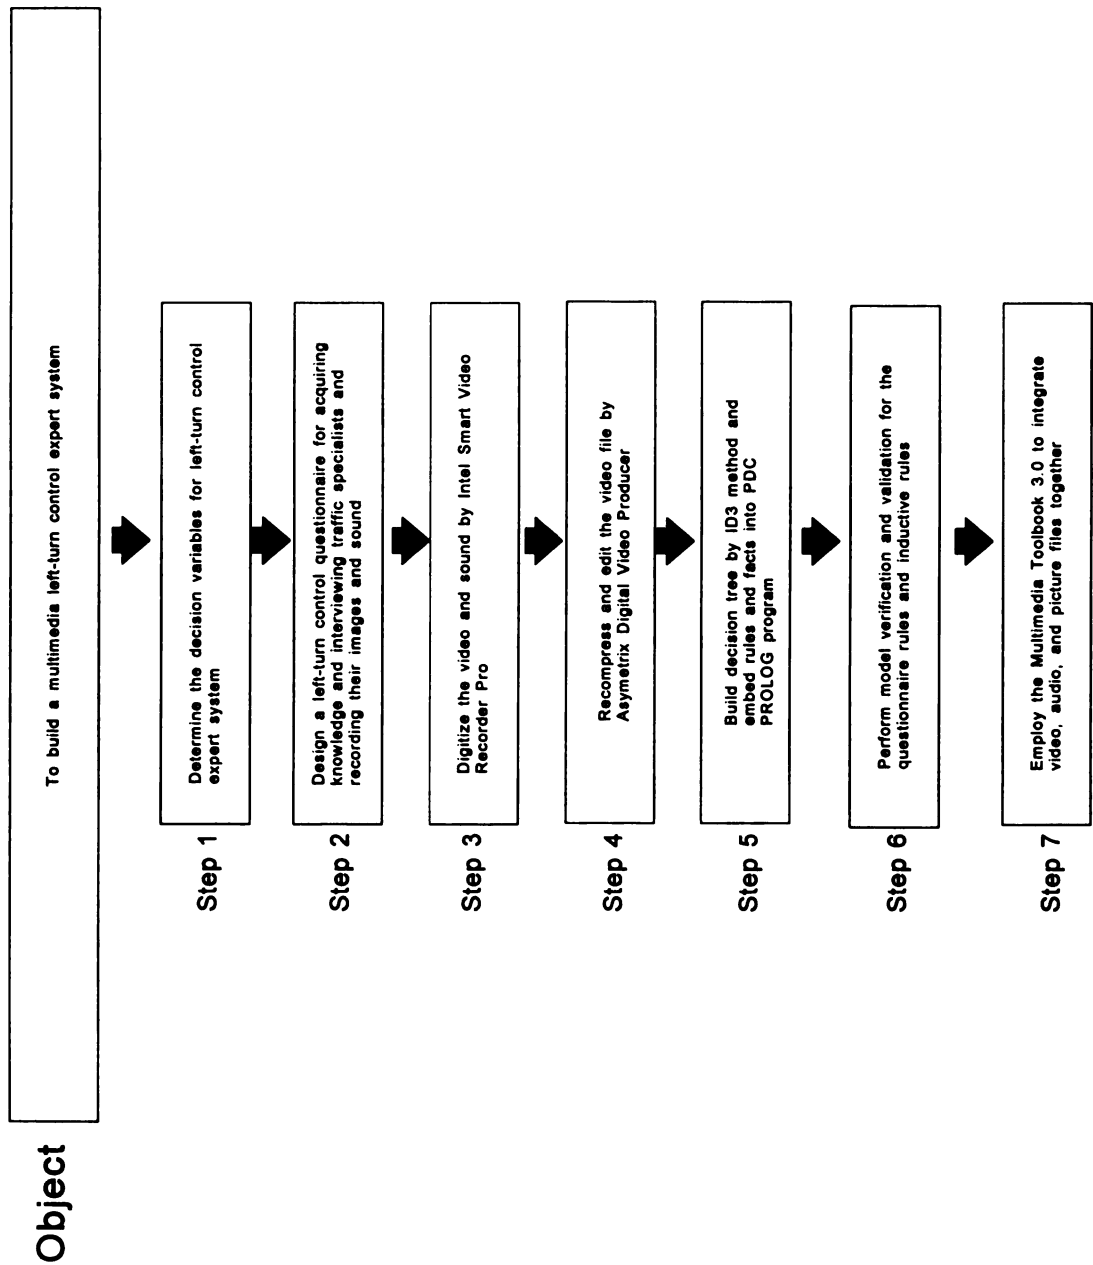 Object
To build a multimedia left-turn control expert system
Step 1
Determine the decision variables for left-turn control
expert system
Step 2
Design a left-turn control questionnaire for acquiring
knowledge and interviewing traffic specialists and
recording their images and sound
Step 3
Digitize the video and sound by Intel Smart Video
Recorder Pro
Step 4
Recompress and edit the video file by
Asymetrix Digital Video Producer
Step 5
Build decision tree by ID3 method and
embed rules and facts into PDC
PROLOG program
Step 6
Perform model verification and validation for the
questionnaire rules and inductive rules
Step 7
Employ the Multimedia Toolbook 3.0 to integrate
video, audio, and picture files together